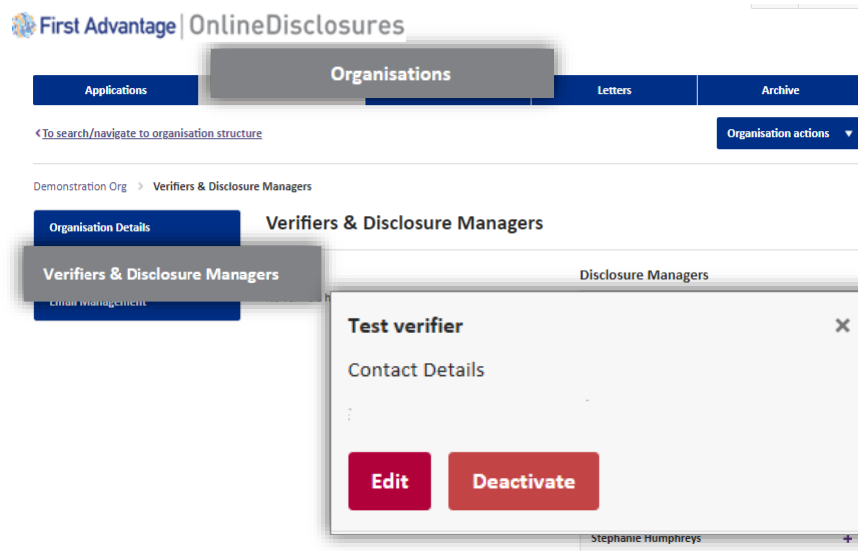 First Advantage | OnlineDisclosures
Organisations
Applications
Letters
Archive
<To search/navigate to organisation structure
Organisation actions
Demonstration Org > Verifiers & Disclosure Managers
Organisation Details
Verifiers & Disclosure Managers
Verifiers & Disclosure Managers
Disclosure Managers
Email Management
Test verifier
Contact Details
Edit
Deactivate
Stephanie Humphreys